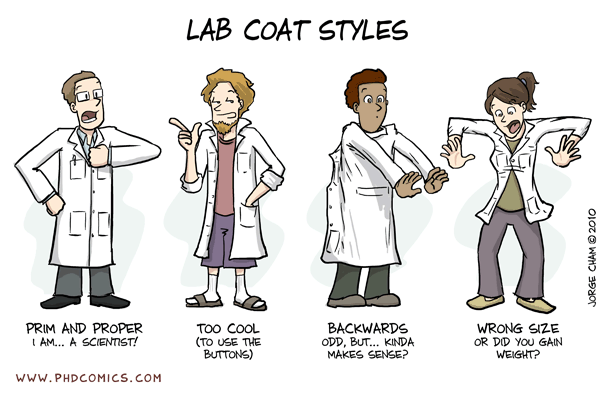 LAB COAT STYLES
PRIM AND PROPER
I AM... A SCIENTIST!
TOO COOL
(TO USE THE
BUTTONS)
BACKWARDS
ODD, BUT... KINDA
MAKES SENSE?
WRONG SIZE
OR DID YOU GAIN
WEIGHT?
JORGE CHAM © 2010
WWW.PHDCOMICS.COM